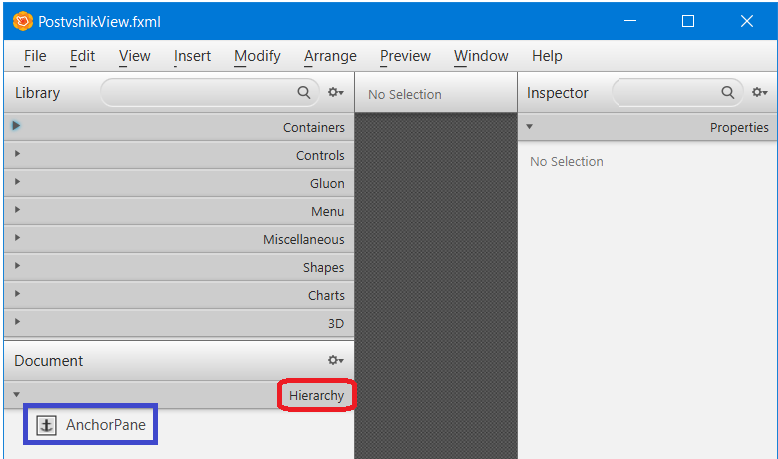 PostvshikView.fxml
File Edit View Insert Modify Arrange Preview Window Help
Library No Selection Inspector
Containers Properties
Controls No Selection
Gluon
Menu
Miscellaneous
Shapes
Charts
3D
Document
Hierarchy
AnchorPane